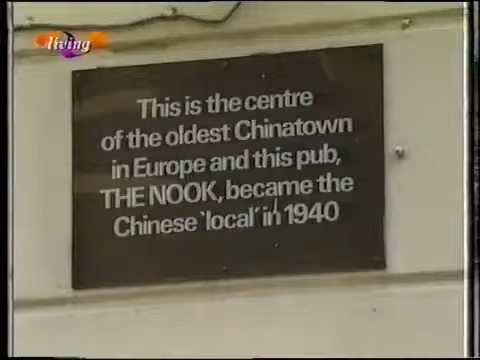 living
This is the centre
of the oldest Chinatown
in Europe and this pub,
THE NOOK, became the
Chinese 'local' in 1940